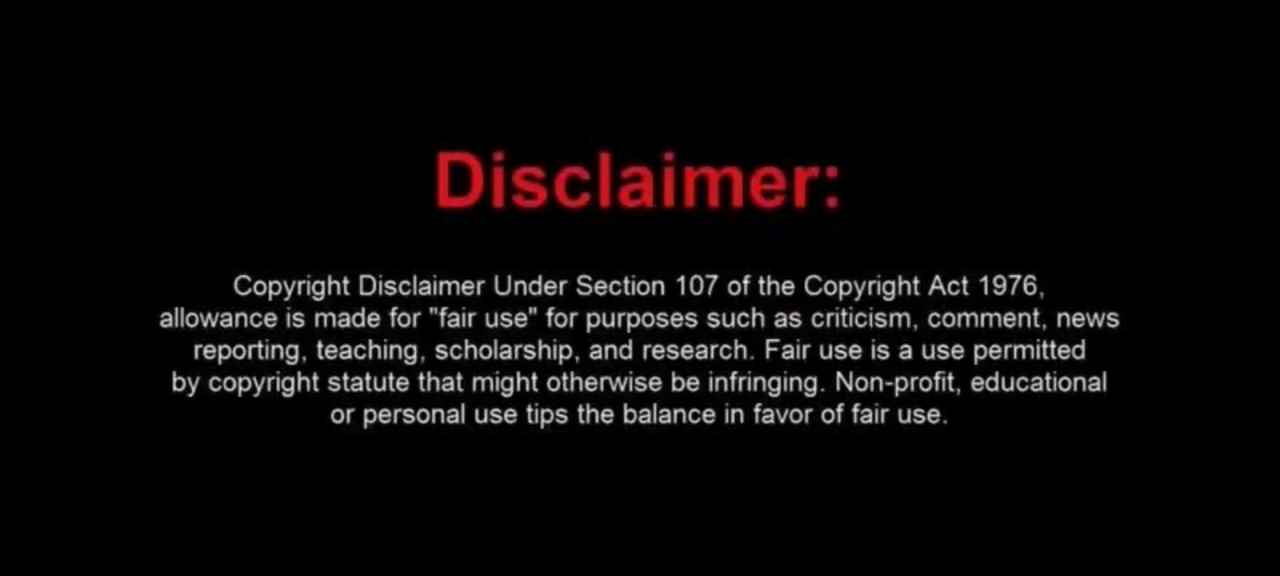 Disclaimer:
Copyright Disclaimer Under Section 107 of the Copyright Act 1976,
allowance is made for "fair use" for purposes such as criticism, comment, news
reporting, teaching, scholarship, and research. Fair use is a use permitted
by copyright statute that might otherwise be infringing. Non-profit, educational
or personal use tips the balance in favor of fair use.